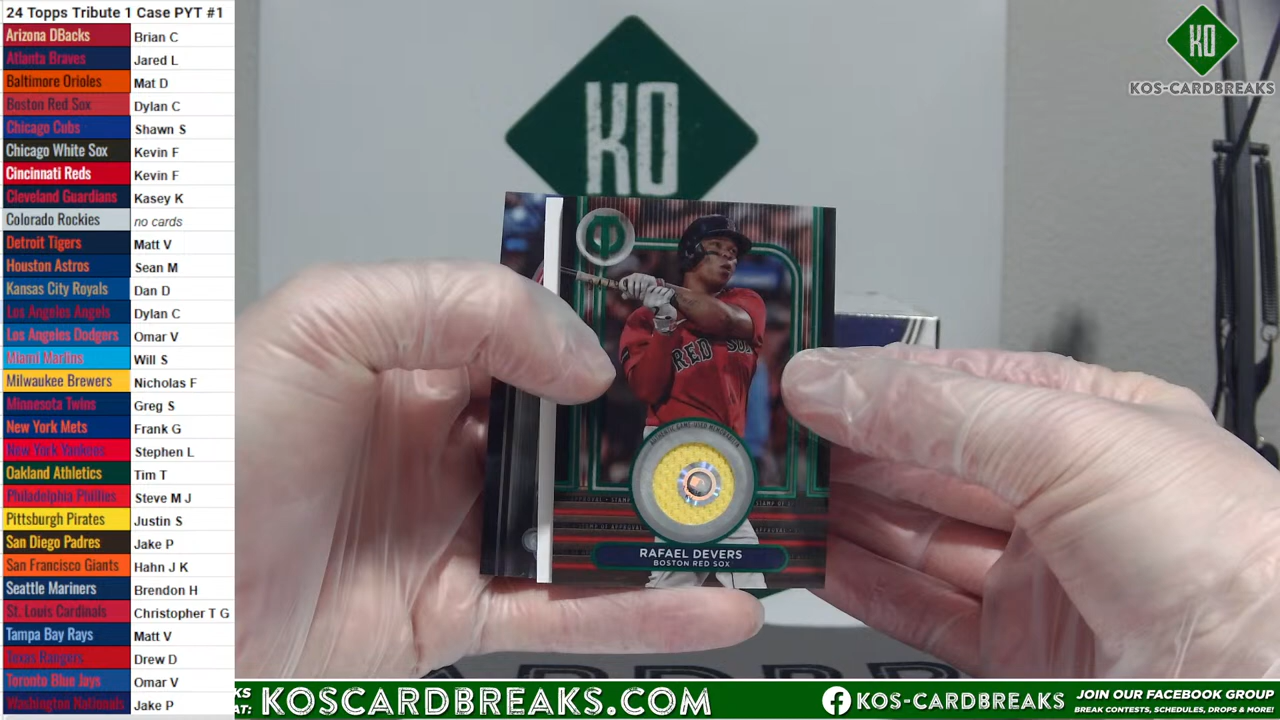 24 Topps Tribute 1 Case PYT #1
Arizona DBacks Brian C
Atlanta Braves Jared L
Baltimore Orioles Mat D
Boston Red Sox Dylan C
Chicago Cubs Shawn S
Chicago White Sox Kevin F
Cincinnati Reds Kevin F
Cleveland Guardians Kasey K
Colorado Rockies no cards
Detroit Tigers Matt V
Houston Astros Sean M
Kansas City Royals Dan D
Los Angeles Angels Dylan C
Los Angeles Dodgers Omar V
Miami Marlins Will S
Milwaukee Brewers Nicholas F
Minnesota Twins Greg S
New York Mets Frank G
New York Yankees Stephen L
Oakland Athletics Tim T
Philadelphia Phillies Steve M J
Pittsburgh Pirates Justin S
San Diego Padres Jake P
San Francisco Giants Hahn J K
Seattle Mariners Brendon H
St. Louis Cardinals Christopher T G
Tampa Bay Rays Matt V
Texas Rangers Drew D
Toronto Blue Jays Omar V
Washington Nationals Jake P
KO
KO
KOS-CARDBREAKS
RED SOX
AUTHENTIC GAME-USED MEMORABILIA
RAFAEL DEVERS
BOSTON RED SOX
KS
AT:
KOSCARDBREAKS.COM
KOS-CARDBREAKS
JOIN OUR FACEBOOK GROUP
BREAK CONTESTS, SCHEDULES, DROPS & MORE!